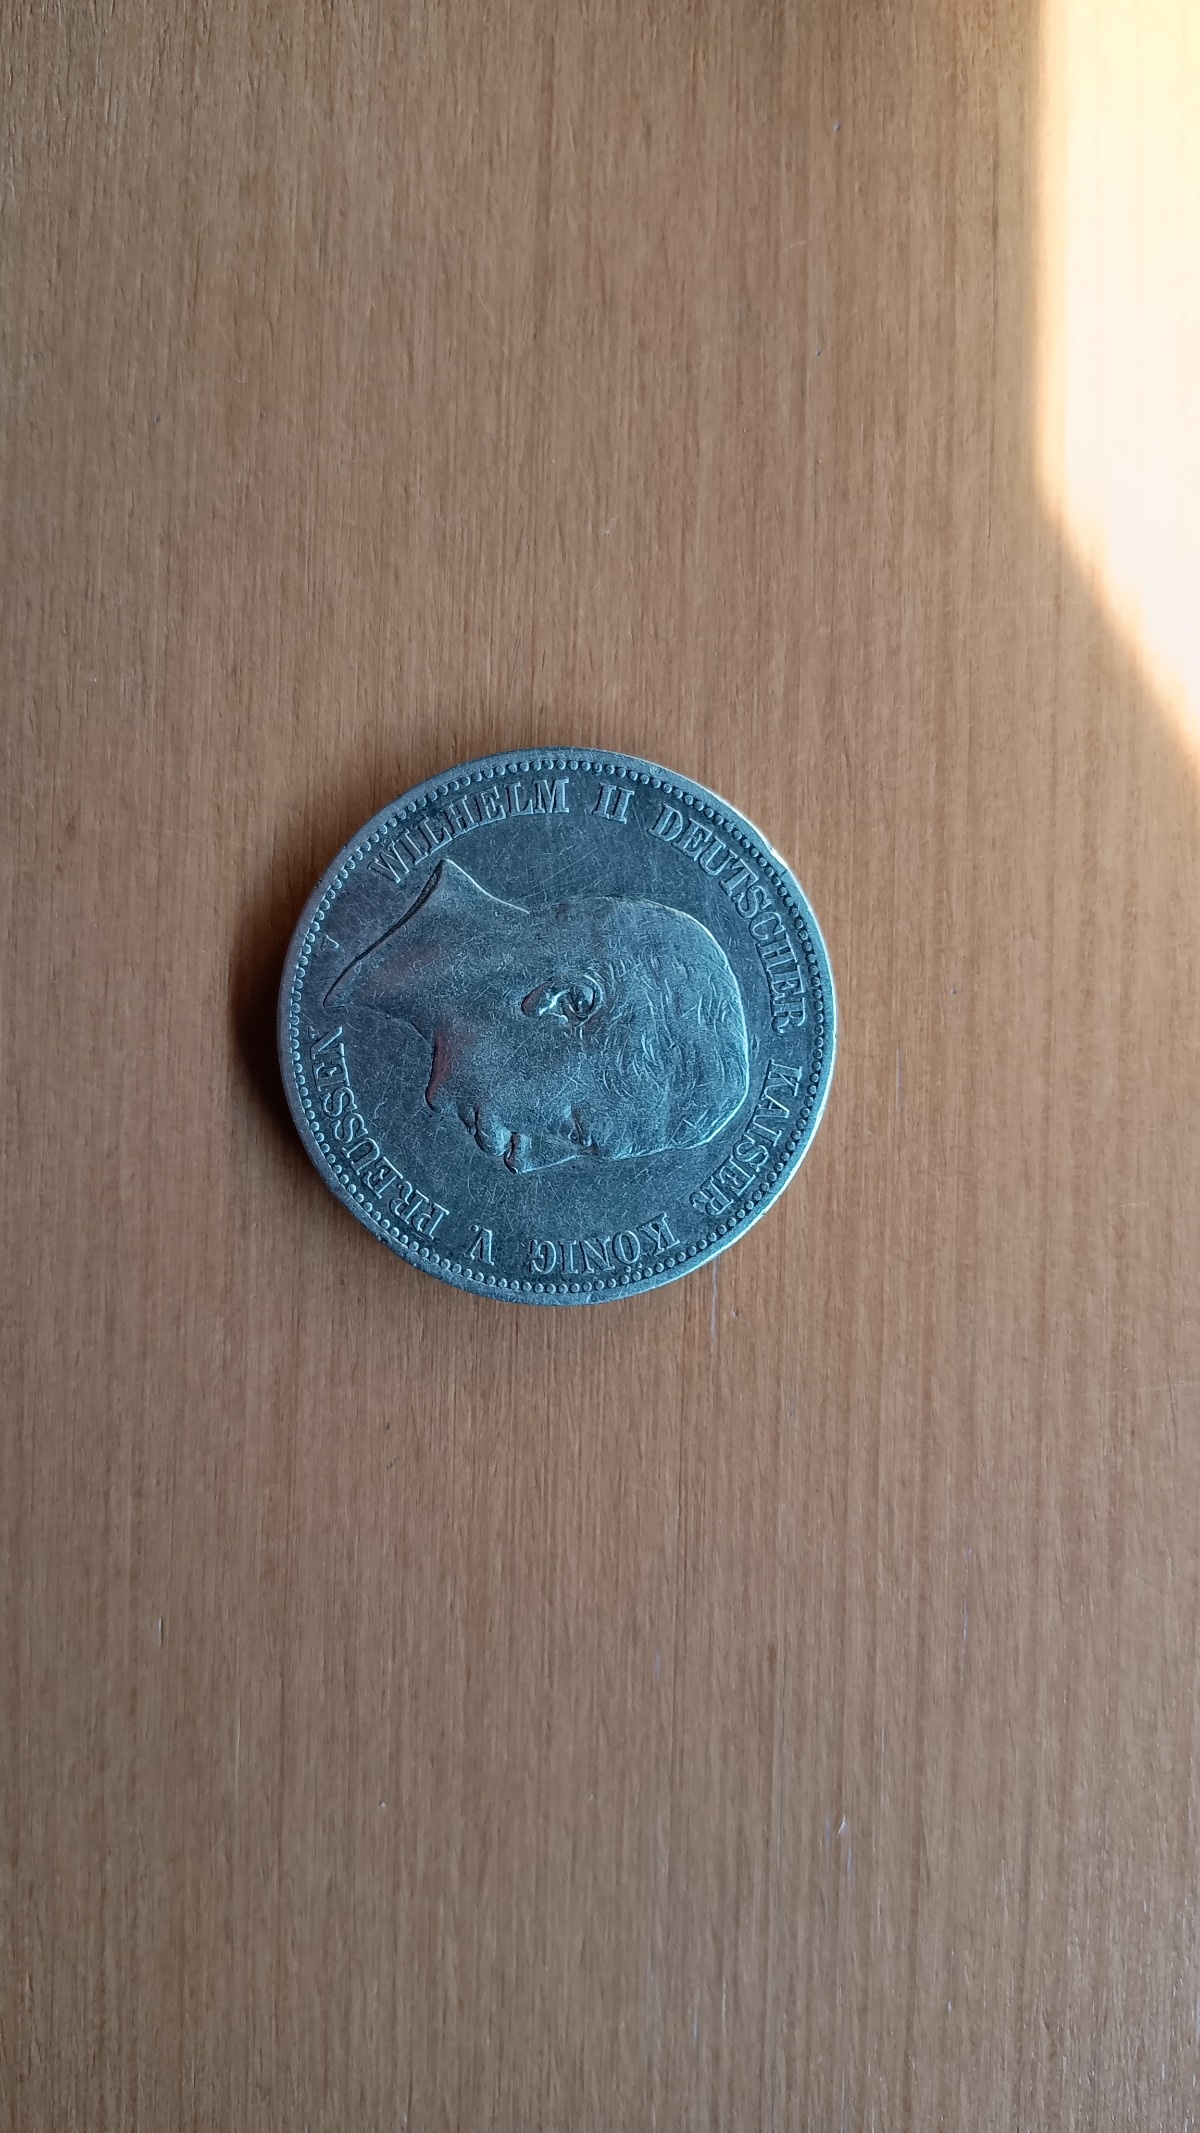 WILHELM II DEUTSCHER KAISER KÖNIG V. PREUSSEN